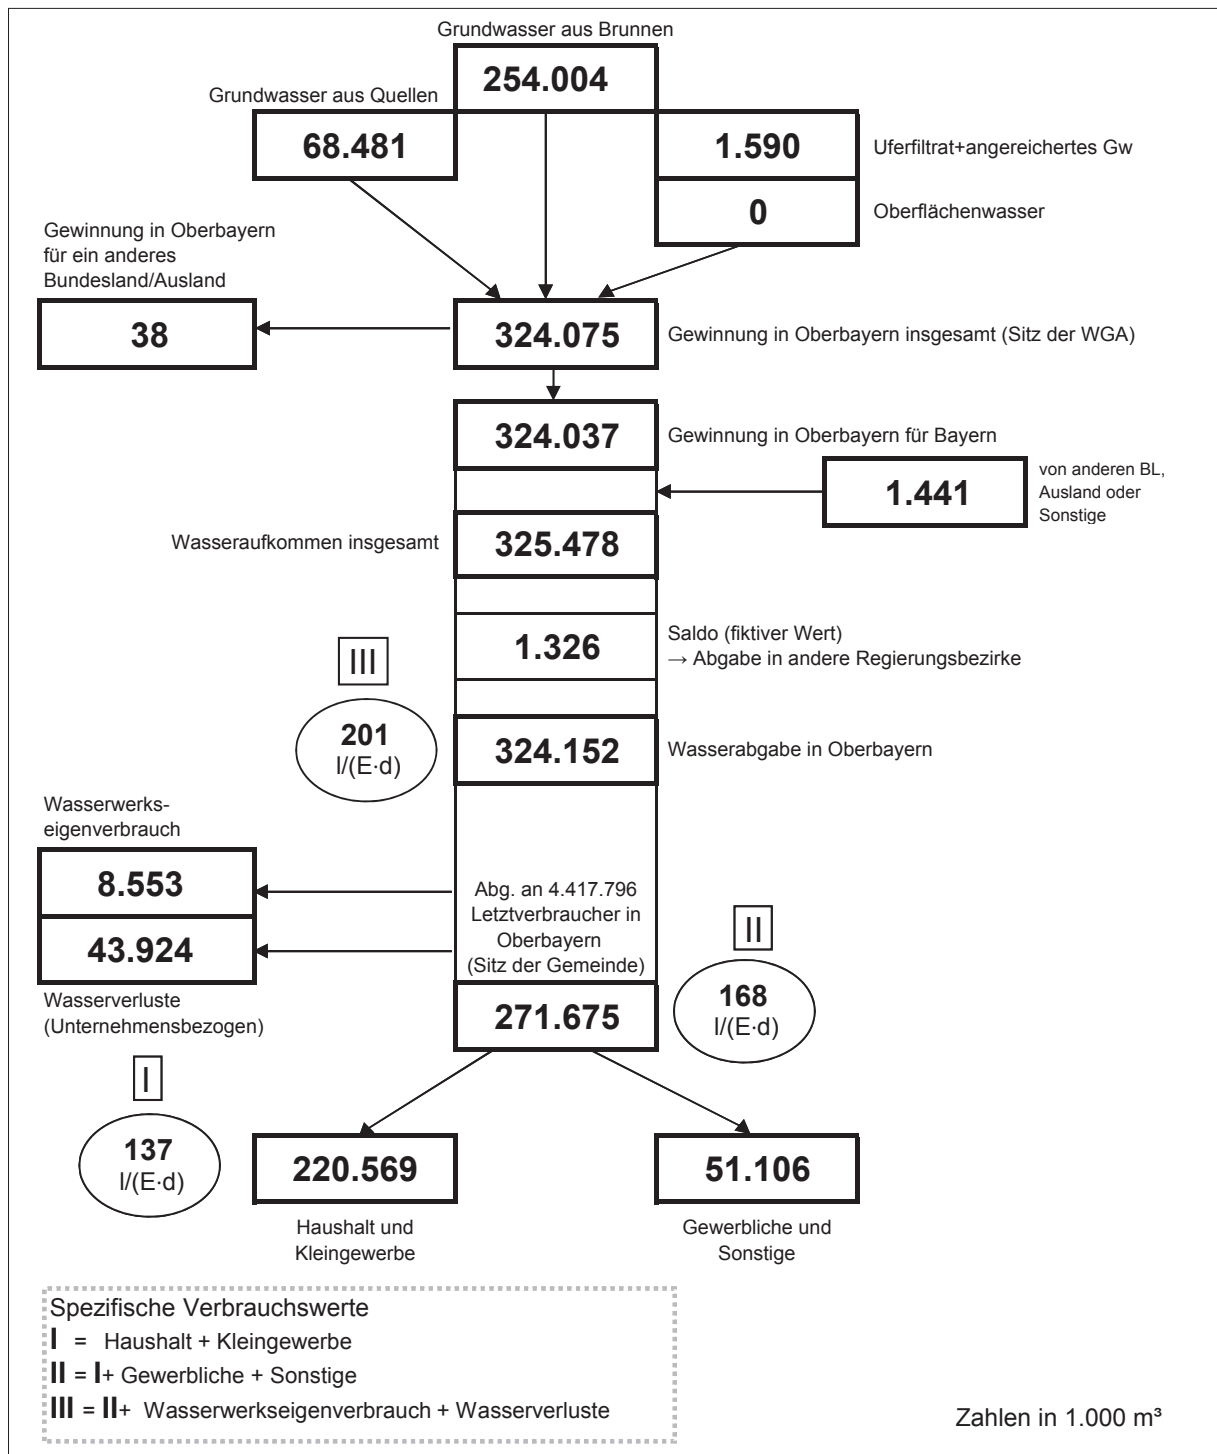 Grundwasser aus Brunnen
254.004
Grundwasser aus Quellen
68.481
1.590
Uferfiltrat+angereichertes Gw
0
Oberflächenwasser
Gewinnung in Oberbayern
für ein anderes
Bundesland/Ausland
38
324.075
Gewinnung in Oberbayern insgesamt (Sitz der WGA)
324.037
Gewinnung in Oberbayern für Bayern
1.441
von anderen BL,
Ausland oder
Sonstige
Wasseraufkommen insgesamt
325.478
1.326
Saldo (fiktiver Wert)
→ Abgabe in andere Regierungsbezirke
III
201
l/(E·d)
324.152
Wasserabgabe in Oberbayern
Wasserwerks-
eigenverbrauch
8.553
43.924
Wasserverluste
(Unternehmensbezogen)
Abg. an 4.417.796
Letztverbraucher in
Oberbayern
(Sitz der Gemeinde)
271.675
II
168
l/(E·d)
I
137
l/(E·d)
220.569
Haushalt und
Kleingewerbe
51.106
Gewerbliche und
Sonstige
Spezifische Verbrauchswerte
I = Haushalt + Kleingewerbe
II = I+ Gewerbliche + Sonstige
III = II+ Wasserwerkseigenverbrauch + Wasserverluste
Zahlen in 1.000 m³